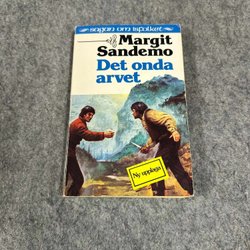 sagan om isfolket
Margit
Sandemo
Det onda
arvet
Ny upplaga